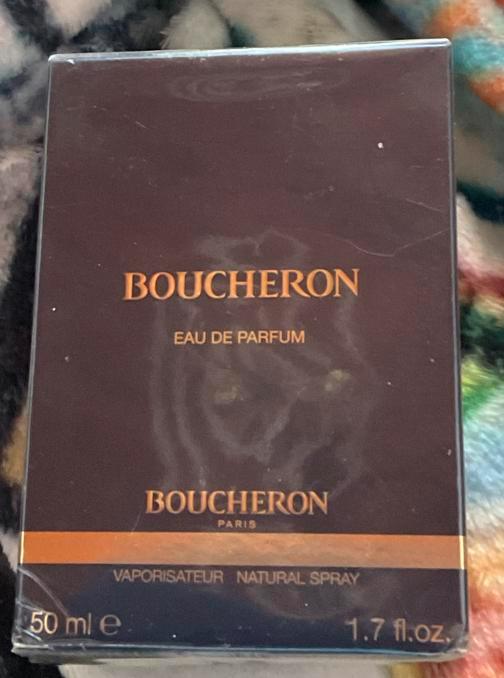 BOUCHERON
EAU DE PARFUM
BOUCHERON
PARIS
VAPORISATEUR NATURAL SPRAY
50 ml ℮ 1.7 fl.oz.